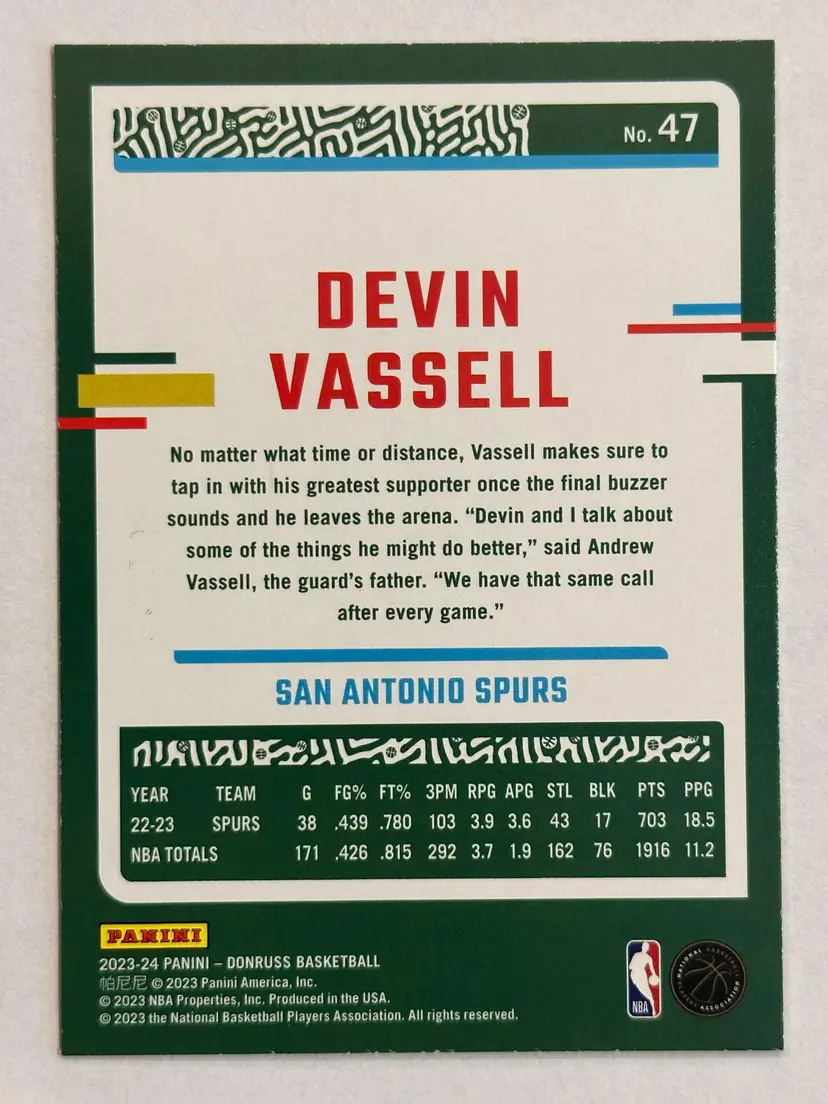 No. 47
DEVIN
VASSELL
No matter what time or distance, Vassell makes sure to
tap in with his greatest supporter once the final buzzer
sounds and he leaves the arena. “Devin and I talk about
some of the things he might do better,” said Andrew
Vassell, the guard’s father. “We have that same call
after every game.”
SAN ANTONIO SPURS
YEAR TEAM G FG% FT% 3PM RPG APG STL BLK PTS PPG
22-23 SPURS 38 .439 .780 103 3.9 3.6 43 17 703 18.5
NBA TOTALS 171 .426 .815 292 3.7 1.9 162 76 1916 11.2
PANINI
2023-24 PANINI – DONRUSS BASKETBALL
帕尼尼 © 2023 Panini America, Inc.
© 2023 NBA Properties, Inc. Produced in the USA.
© 2023 the National Basketball Players Association. All rights reserved.
NBA
NATIONAL BASKETBALL PLAYERS ASSOCIATION